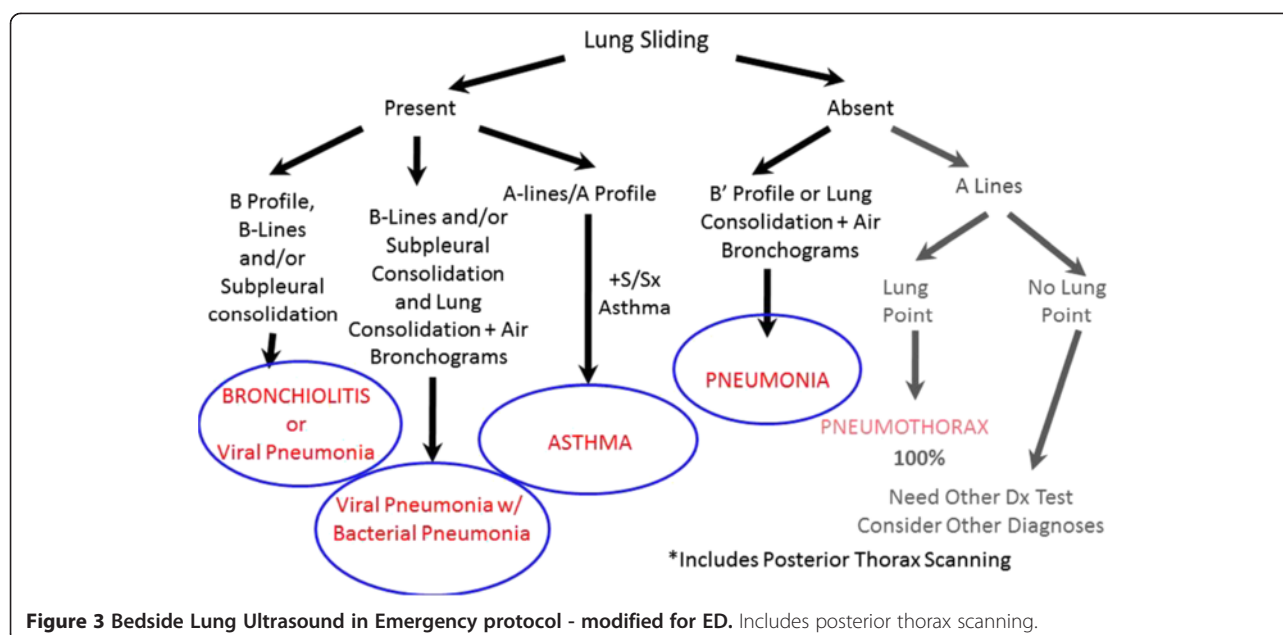 Lung Sliding
Present
Absent
B Profile,
B-Lines
and/or
Subpleural
consolidation
B-Lines and/or
Subpleural
Consolidation
and Lung
Consolidation + Air
Bronchograms
A-lines/A Profile
+S/Sx
Asthma
B' Profile or Lung
Consolidation + Air
Bronchograms
A Lines
Lung
Point
No Lung
Point
BRONCHIOLITIS
or
Viral Pneumonia
Viral Pneumonia w/
Bacterial Pneumonia
ASTHMA
PNEUMONIA
PNEUMOTHORAX
100%
Need Other Dx Test
Consider Other Diagnoses
*Includes Posterior Thorax Scanning
Figure 3 Bedside Lung Ultrasound in Emergency protocol - modified for ED. Includes posterior thorax scanning.